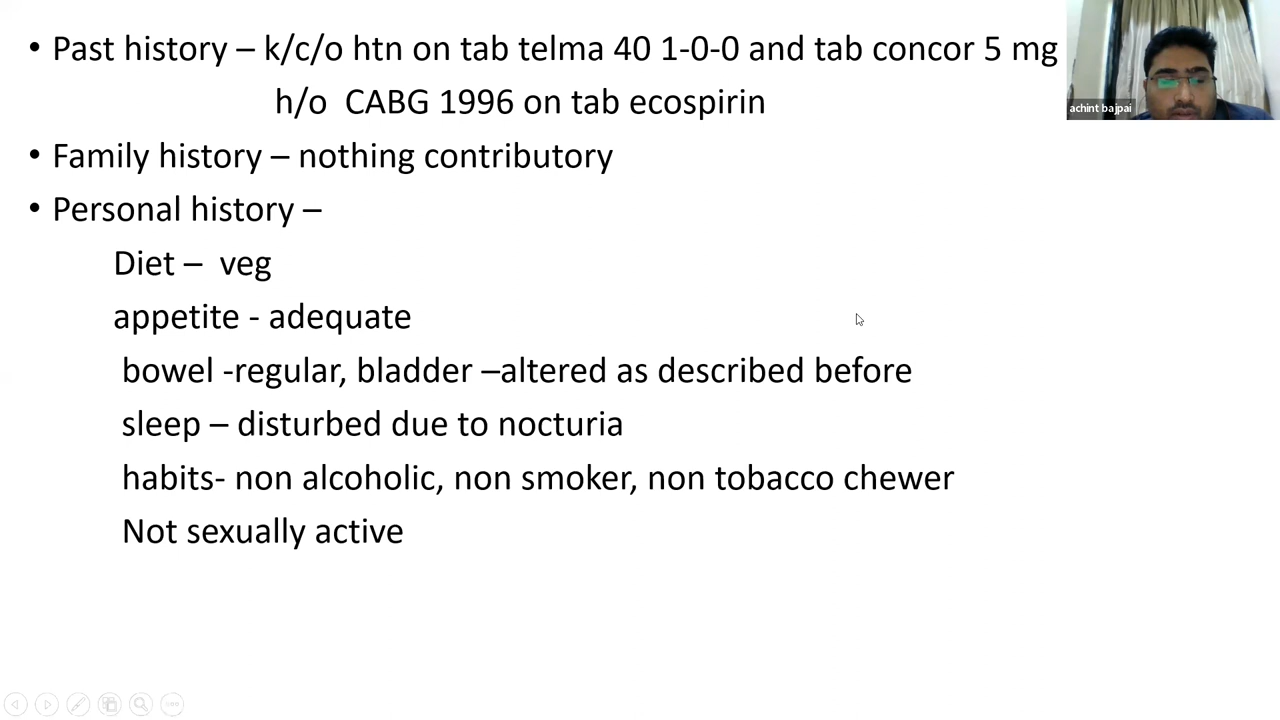 • Past history – k/c/o htn on tab telma 40 1-0-0 and tab concor 5 mg
h/o CABG 1996 on tab ecospirin
• Family history – nothing contributory
• Personal history –
Diet – veg
appetite - adequate
bowel -regular, bladder –altered as described before
sleep – disturbed due to nocturia
habits- non alcoholic, non smoker, non tobacco chewer
Not sexually active
achint bajpai